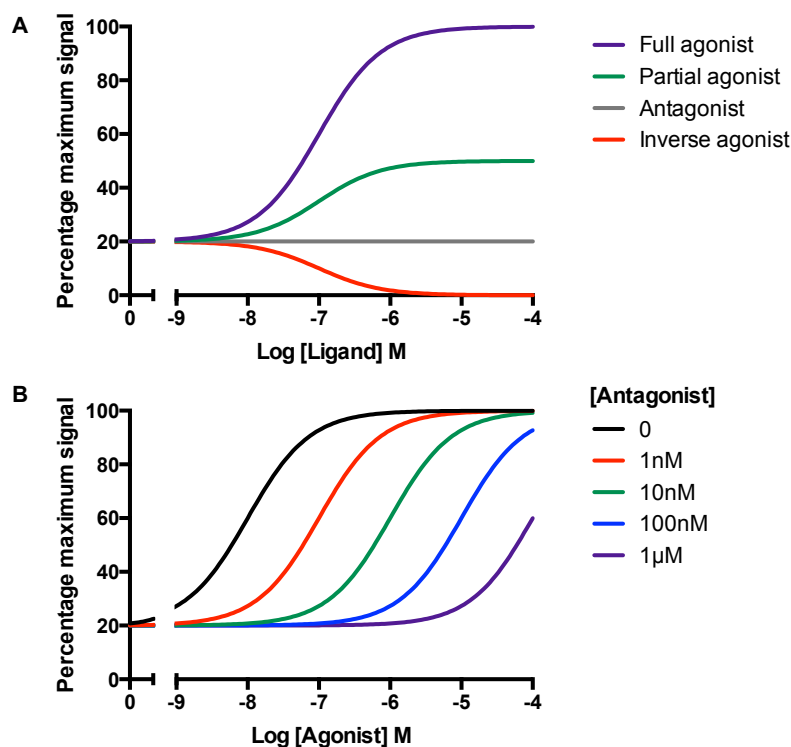 A
Percentage maximum signal
100
80
60
40
20
0
0
-9
-8
-7
-6
-5
-4
Log [Ligand] M
Full agonist
Partial agonist
Antagonist
Inverse agonist
B
Percentage maximum signal
100
80
60
40
20
0
0
-9
-8
-7
-6
-5
-4
Log [Agonist] M
[Antagonist]
0
1nM
10nM
100nM
1µM